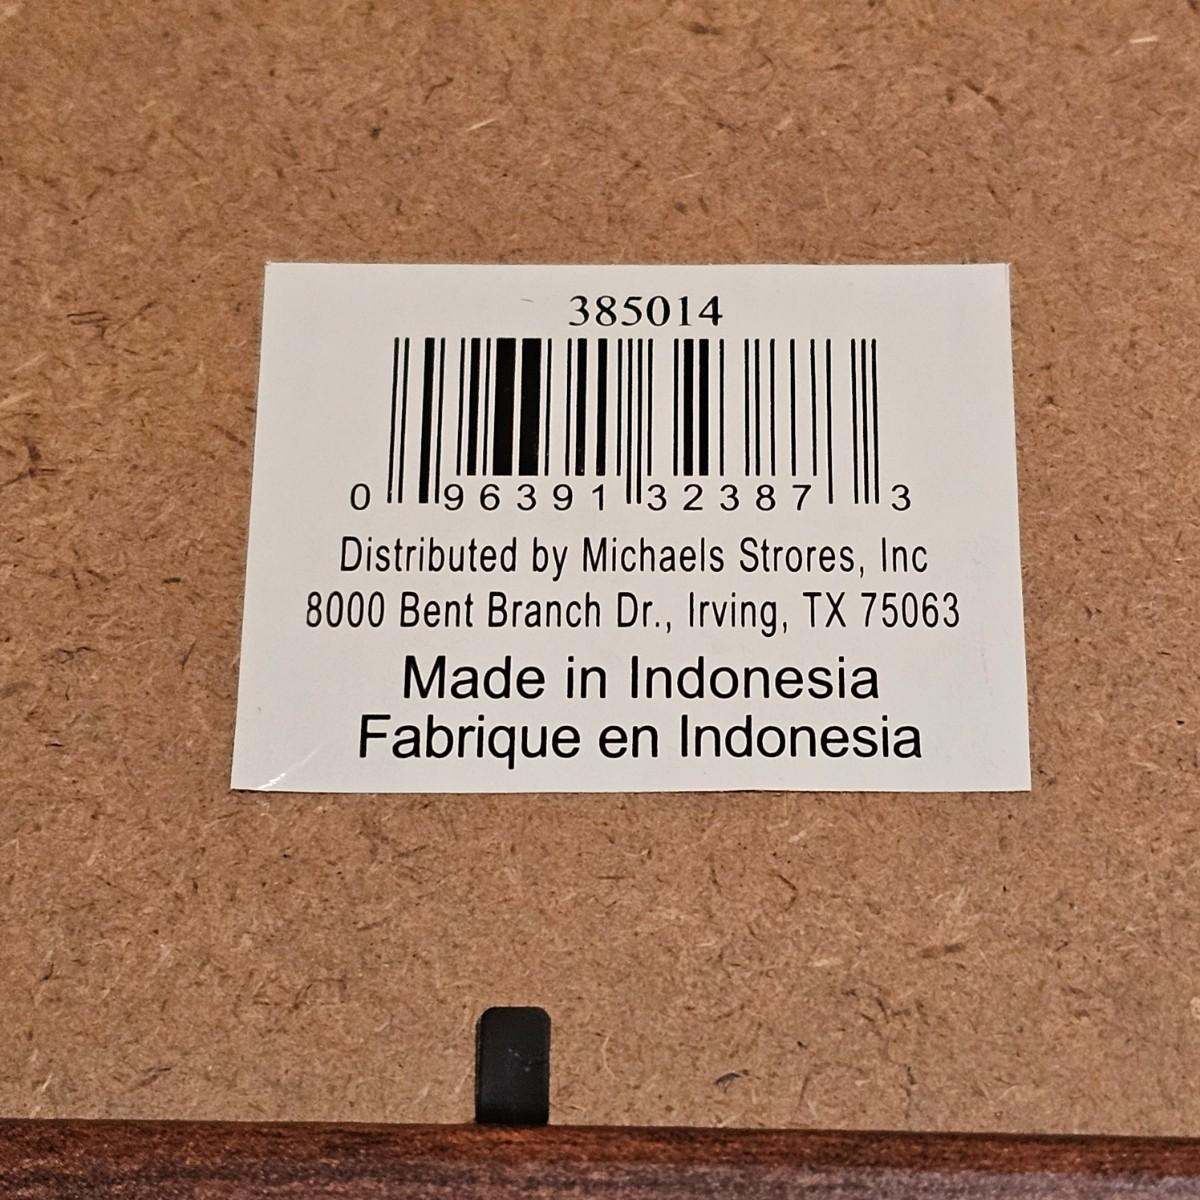 385014
0 96391 32387 3
Distributed by Michaels Strores, Inc
8000 Bent Branch Dr., Irving, TX 75063
Made in Indonesia
Fabrique en Indonesia